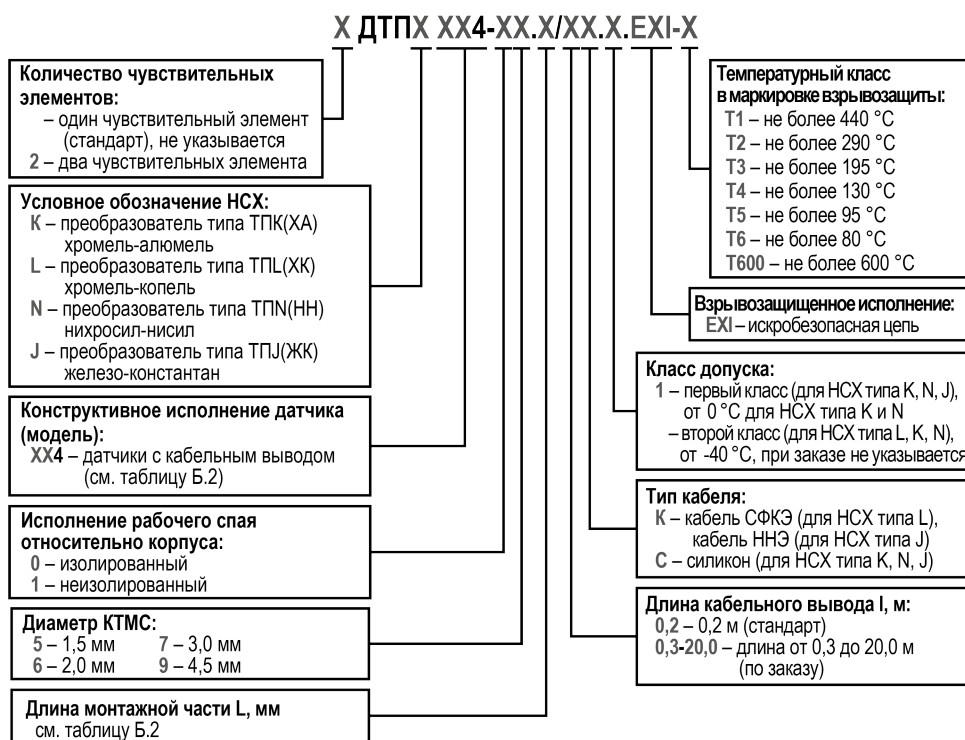 X ДТПX XX4-XX.X/XX.X.EXI-X
Количество чувствительных
элементов:
– один чувствительный элемент
(стандарт), не указывается
2 – два чувствительных элемента
Условное обозначение НСХ:
K – преобразователь типа ТПK(ХА)
хромель-алюмель
L – преобразователь типа ТПL(ХК)
хромель-копель
N – преобразователь типа ТПN(НН)
нихросил-нисил
J – преобразователь типа ТПJ(ЖК)
железо-константан
Конструктивное исполнение датчика
(модель):
XX4 – датчики с кабельным выводом
(см. таблицу Б.2)
Исполнение рабочего спая
относительно корпуса:
0 – изолированный
1 – неизолированный
Диаметр КТМС:
5 – 1,5 мм 7 – 3,0 мм
6 – 2,0 мм 9 – 4,5 мм
Длина монтажной части L, мм
см. таблицу Б.2
Температурный класс
в маркировке взрывозащиты:
T1 – не более 440 °C
T2 – не более 290 °C
T3 – не более 195 °C
T4 – не более 130 °C
T5 – не более 95 °C
T6 – не более 80 °C
T600 – не более 600 °C
Взрывозащищенное исполнение:
EXI – искробезопасная цепь
Класс допуска:
1 – первый класс (для НСХ типа K, N, J),
от 0 °C для НСХ типа K и N
– второй класс (для НСХ типа L, K, N),
от -40 °C, при заказе не указывается
Тип кабеля:
К – кабель СФКЭ (для НСХ типа L),
кабель ННЭ (для НСХ типа J)
С – силикон (для НСХ типа K, N, J)
Длина кабельного вывода l, м:
0,2 – 0,2 м (стандарт)
0,3-20,0 – длина от 0,3 до 20,0 м
(по заказу)